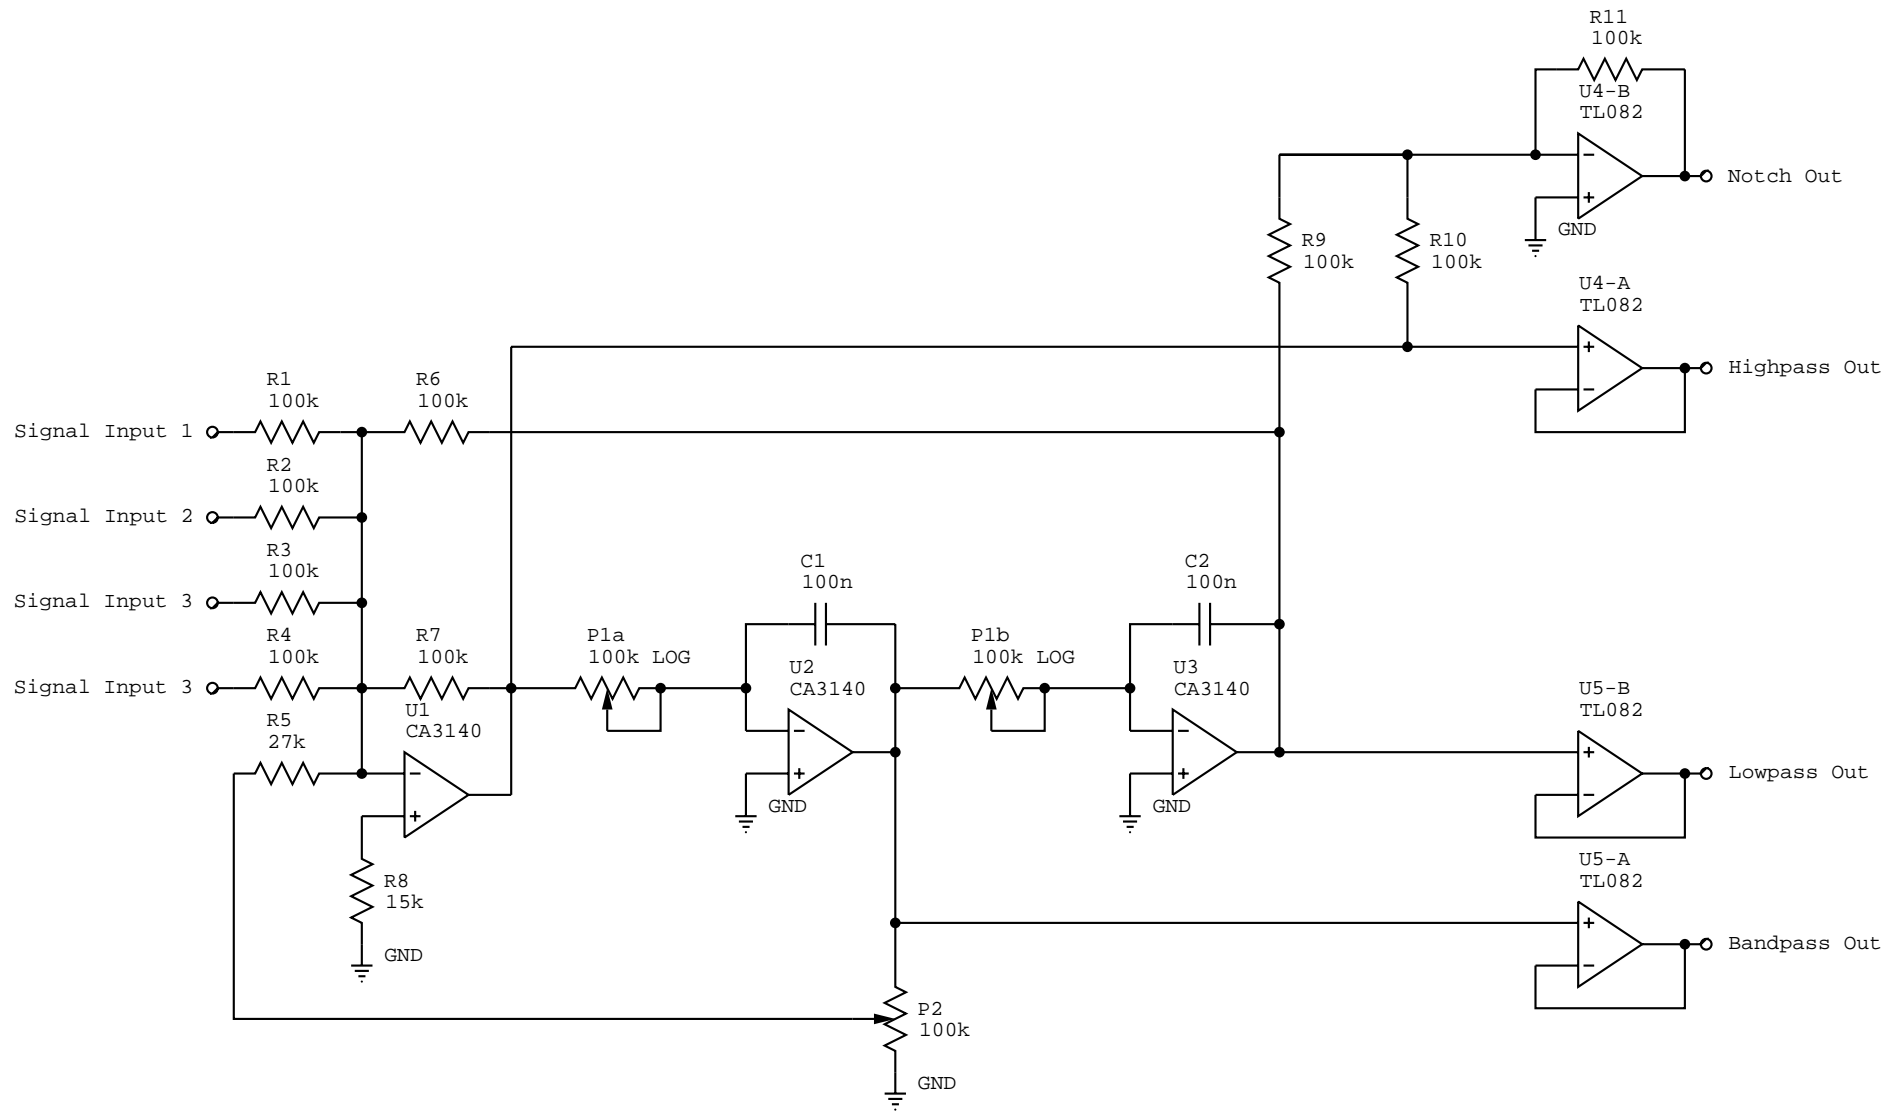 R11
100k
U4-B
TL082
Notch Out
GND
R9
100k
R10
100k
U4-A
TL082
Highpass Out
R1
100k
R6
100k
Signal Input 1
R2
100k
Signal Input 2
R3
100k
Signal Input 3
R4
100k
R7
100k
Signal Input 3
U1
CA3140
R5
27k
P1a
100k LOG
C1
100n
U2
CA3140
GND
P1b
100k LOG
C2
100n
U3
CA3140
GND
U5-B
TL082
Lowpass Out
U5-A
TL082
Bandpass Out
R8
15k
GND
P2
100k
GND